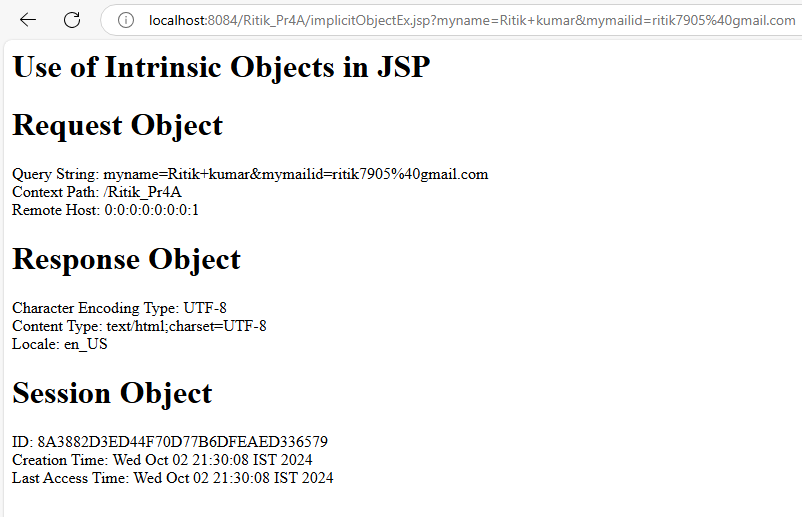 localhost:8084/Ritik_Pr4A/implicitObjectEx.jsp?myname=Ritik+kumar&mymailid=ritik7905%40gmail.com
Use of Intrinsic Objects in JSP
Request Object
Query String: myname=Ritik+kumar&mymailid=ritik7905%40gmail.com
Context Path: /Ritik_Pr4A
Remote Host: 0:0:0:0:0:0:0:1
Response Object
Character Encoding Type: UTF-8
Content Type: text/html;charset=UTF-8
Locale: en_US
Session Object
ID: 8A3882D3ED44F70D77B6DFEAED336579
Creation Time: Wed Oct 02 21:30:08 IST 2024
Last Access Time: Wed Oct 02 21:30:08 IST 2024